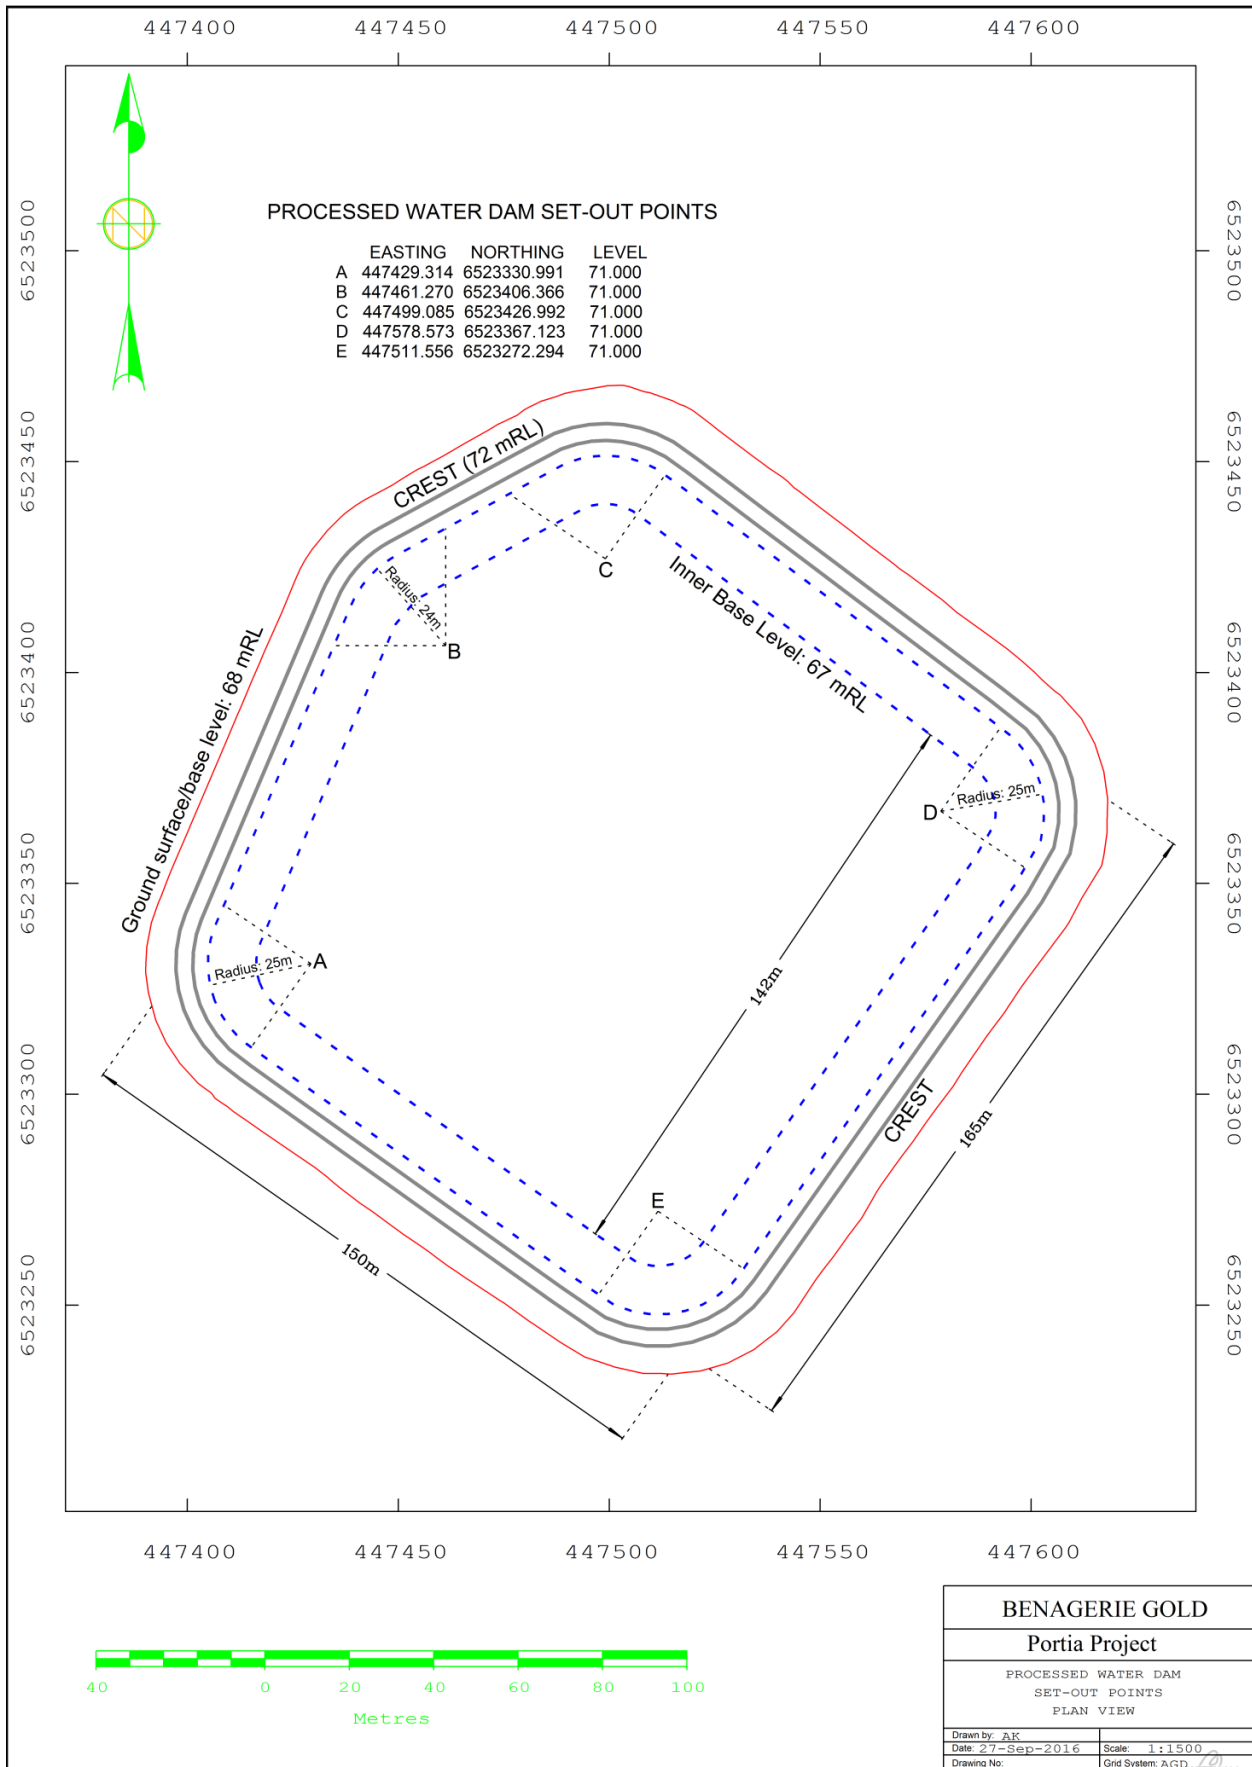 447400 447450 447500 447550 447600
6523500
6523450
6523400
6523350
6523300
6523250
6523500
6523450
6523400
6523350
6523300
6523250
N
PROCESSED WATER DAM SET-OUT POINTS
EASTING NORTHING LEVEL
A 447429.314 6523330.991 71.000
B 447461.270 6523406.366 71.000
C 447499.085 6523426.992 71.000
D 447578.573 6523367.123 71.000
E 447511.556 6523272.294 71.000
CREST (72 mRL)
C
Inner Base Level: 67 mRL
Radius: 24m
B
Ground surface/base level: 68 mRL
D
Radius: 25m
A
Radius: 25m
142m
CREST
165m
E
150m
447400 447450 447500 447550 447600
40 0 20 40 60 80 100
Metres
BENAGERIE GOLD
Portia Project
PROCESSED WATER DAM
SET-OUT POINTS
PLAN VIEW
Drawn by: AK
Date: 27-Sep-2016 Scale: 1:1500
Drawing No: Grid System: AGD